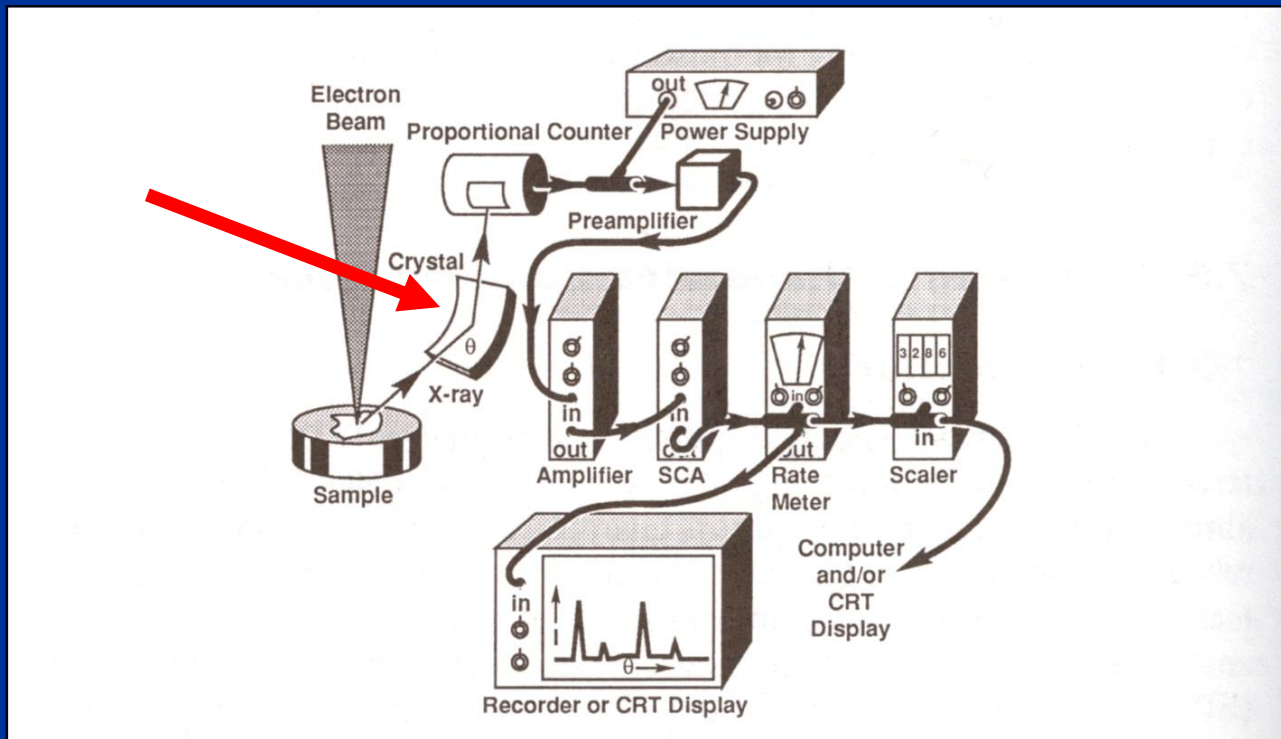 Electron
Beam
out
Proportional Counter
Power Supply
Preamplifier
Crystal
θ
X-ray
Sample
in
out
Amplifier
in
out
SCA
in
out
Rate
Meter
3 2 8 6
in
Scaler
Computer
and/or
CRT
Display
in
I
θ
Recorder or CRT Display